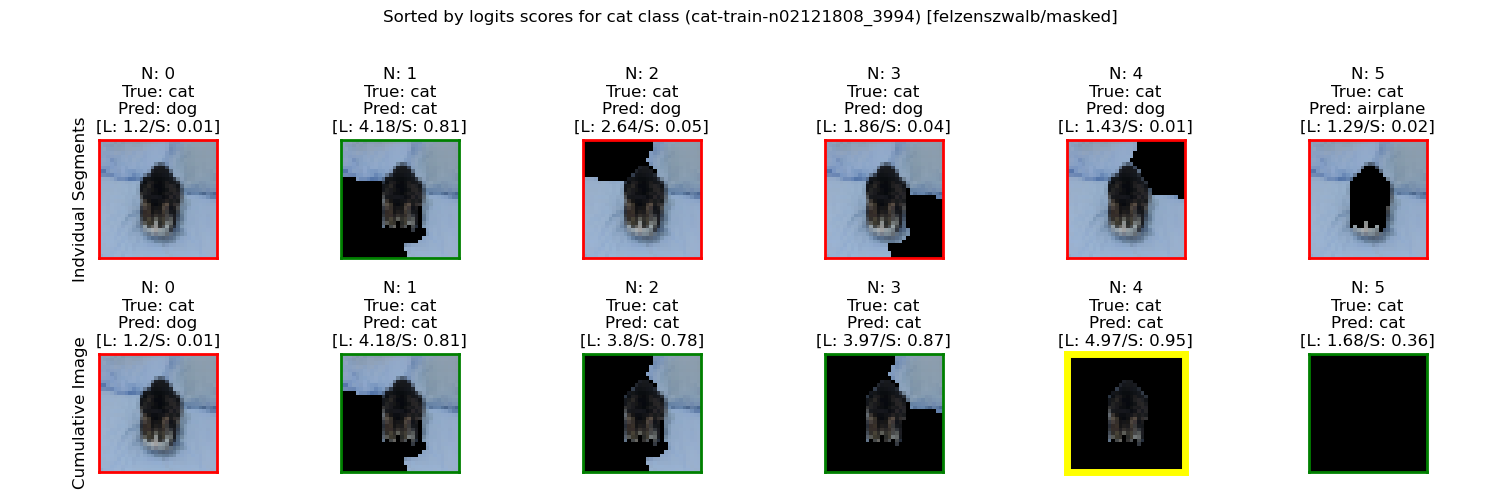 Sorted by logits scores for cat class (cat-train-n02121808_3994) [felzenszwalb/masked]
Indvidual Segments
N: 0
True: cat
Pred: dog
[L: 1.2/S: 0.01]
N: 1
True: cat
Pred: cat
[L: 4.18/S: 0.81]
N: 2
True: cat
Pred: dog
[L: 2.64/S: 0.05]
N: 3
True: cat
Pred: dog
[L: 1.86/S: 0.04]
N: 4
True: cat
Pred: dog
[L: 1.43/S: 0.01]
N: 5
True: cat
Pred: airplane
[L: 1.29/S: 0.02]
Cumulative Image
N: 0
True: cat
Pred: dog
[L: 1.2/S: 0.01]
N: 1
True: cat
Pred: cat
[L: 4.18/S: 0.81]
N: 2
True: cat
Pred: cat
[L: 3.8/S: 0.78]
N: 3
True: cat
Pred: cat
[L: 3.97/S: 0.87]
N: 4
True: cat
Pred: cat
[L: 4.97/S: 0.95]
N: 5
True: cat
Pred: cat
[L: 1.68/S: 0.36]